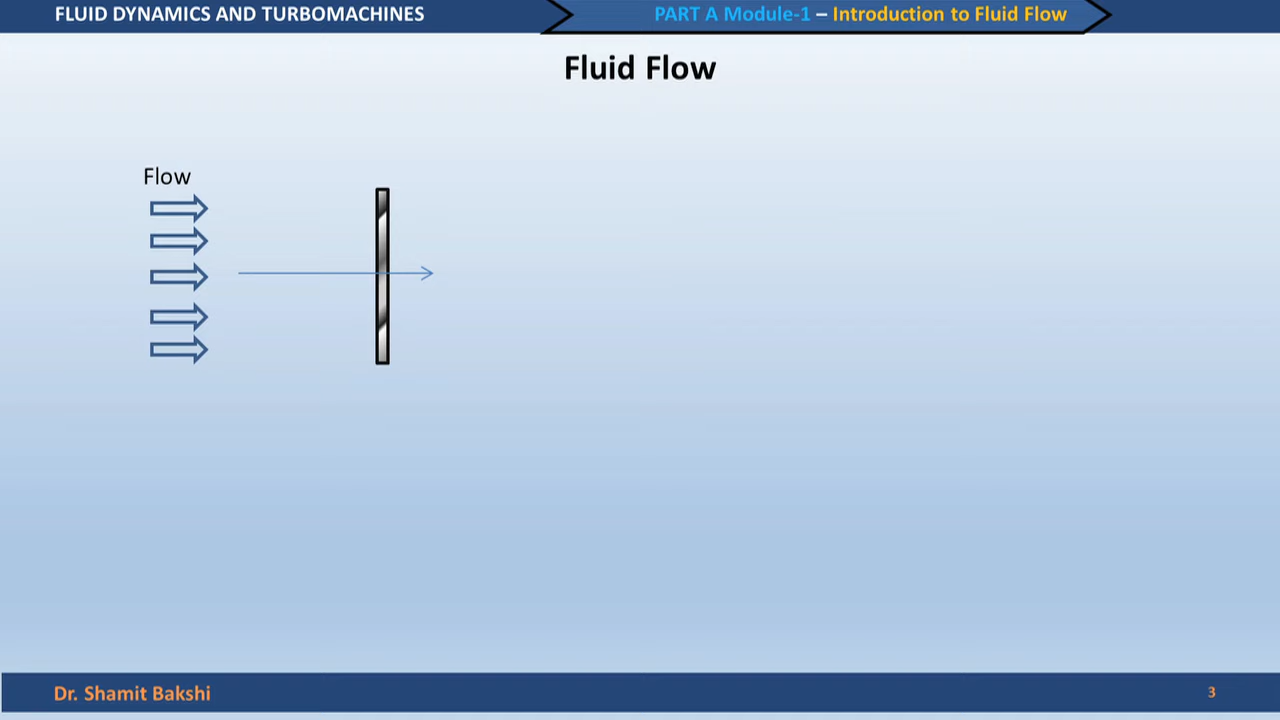 FLUID DYNAMICS AND TURBOMACHINES
PART A Module-1 – Introduction to Fluid Flow
Fluid Flow
Flow
Dr. Shamit Bakshi
3